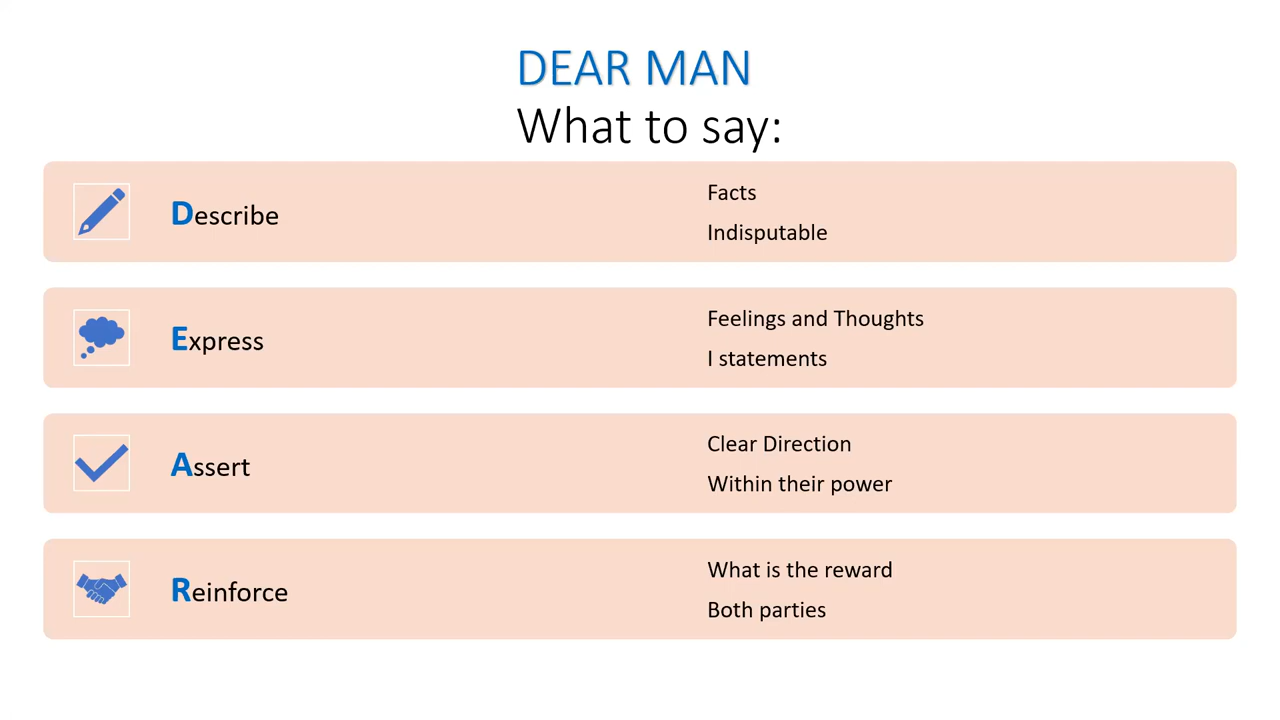 DEAR MAN
What to say:
Describe
Facts
Indisputable
Express
Feelings and Thoughts
I statements
Assert
Clear Direction
Within their power
Reinforce
What is the reward
Both parties